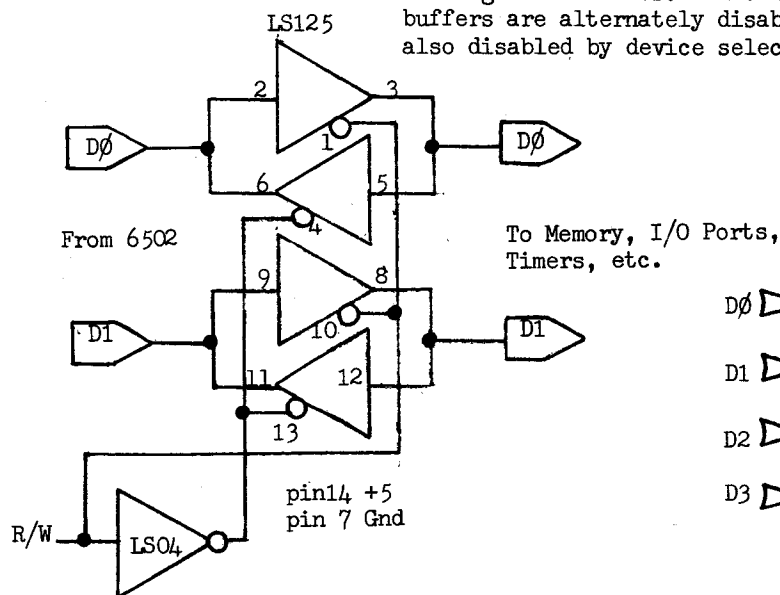 buffers are alternately disab
also disabled by device selec
LS125
2
3
1
DØ
DØ
6
5
4
From 6502
To Memory, I/O Ports,
Timers, etc.
9
8
10
D1
D1
11
12
13
DØ
D1
D2
D3
pin14 +5
pin 7 Gnd
R/W
LS04